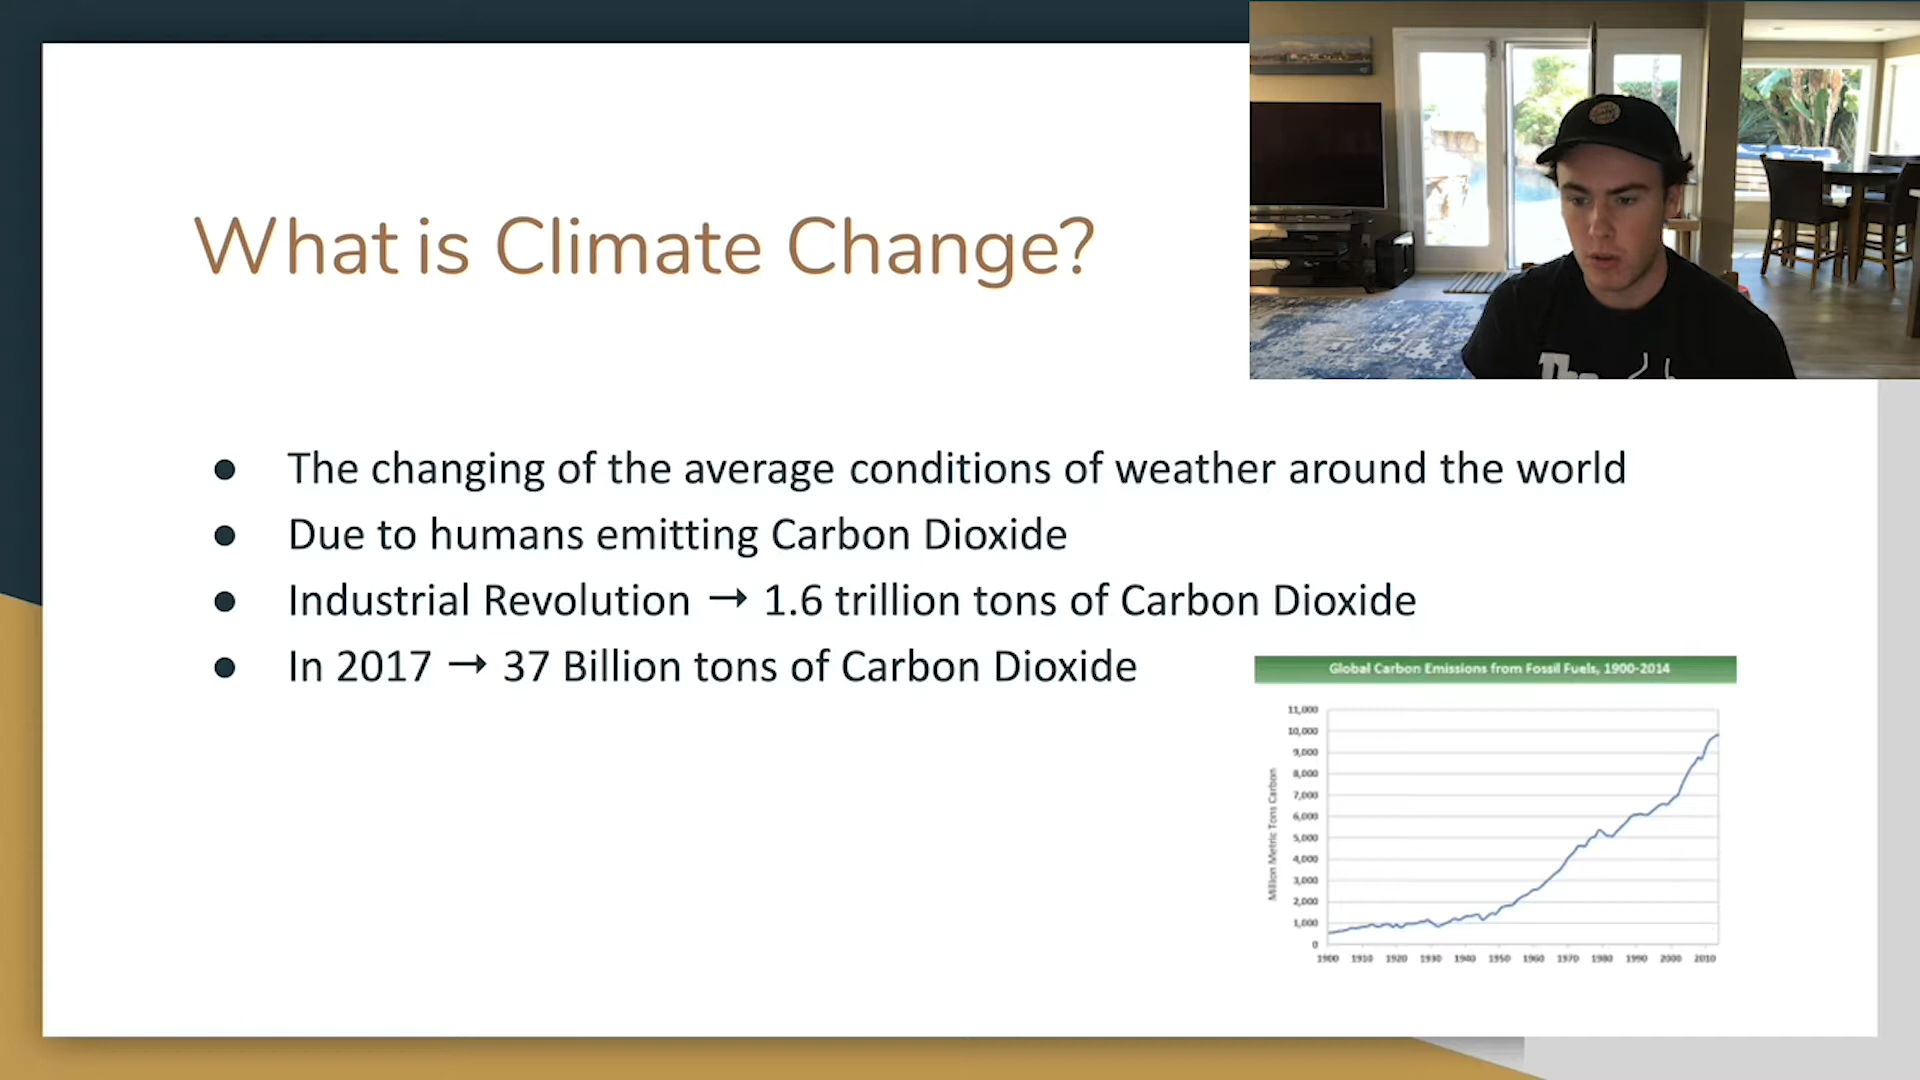 What is Climate Change?
● The changing of the average conditions of weather around the world
● Due to humans emitting Carbon Dioxide
● Industrial Revolution → 1.6 trillion tons of Carbon Dioxide
● In 2017 → 37 Billion tons of Carbon Dioxide
Global Carbon Emissions from Fossil Fuels, 1900-2014
Million Metric Tons Carbon
11,000
10,000
9,000
8,000
7,000
6,000
5,000
4,000
3,000
2,000
1,000
0
1900 1910 1920 1930 1940 1950 1960 1970 1980 1990 2000 2010